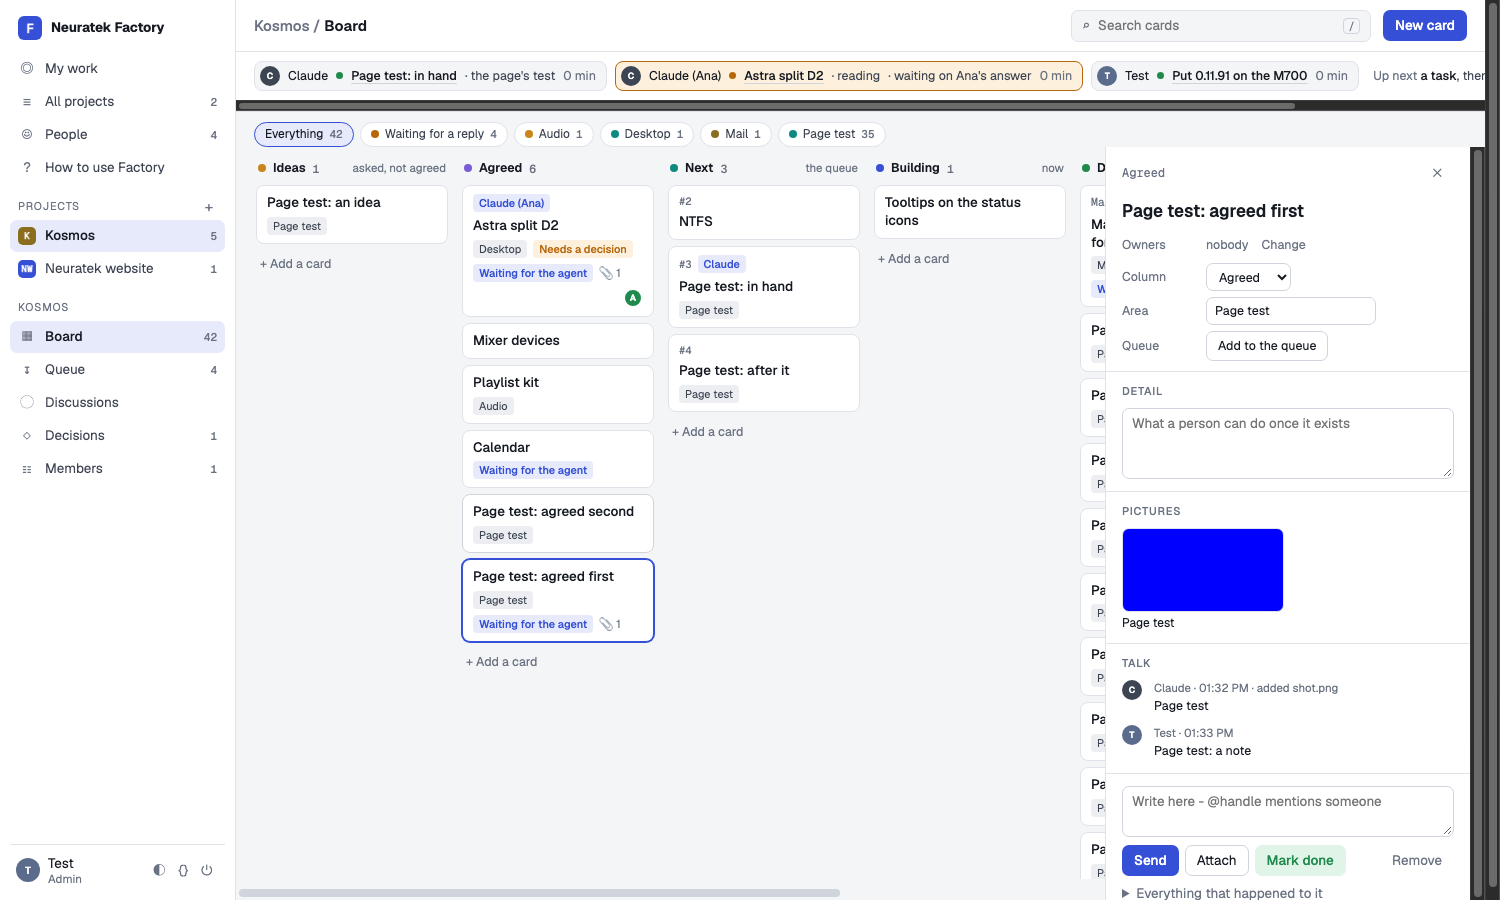 F Neuratek Factory
My work
All projects 2
People 4
? How to use Factory
PROJECTS +
K Kosmos 5
NW Neuratek website 1
KOSMOS
Board 42
Queue 4
Discussions
Decisions 1
Members 1
T Test
Admin
{}
Kosmos / Board
Search cards /
New card
C Claude Page test: in hand · the page's test 0 min
C Claude (Ana) Astra split D2 · reading · waiting on Ana's answer 0 min
T Test Put 0.11.91 on the M700 0 min
Up next a task, then
Everything 42
Waiting for a reply 4
Audio 1
Desktop 1
Mail 1
Page test 35
Ideas 1 asked, not agreed
Page test: an idea
Page test
+ Add a card
Agreed 6
Claude (Ana)
Astra split D2
Desktop Needs a decision
Waiting for the agent 1
A
Mixer devices
Playlist kit
Audio
Calendar
Waiting for the agent
Page test: agreed second
Page test
Page test: agreed first
Page test
Waiting for the agent 1
+ Add a card
Next 3 the queue
#2
NTFS
#3 Claude
Page test: in hand
Page test
#4
Page test: after it
Page test
+ Add a card
Building 1 now
Tooltips on the status
icons
+ Add a card
Agreed ×
Page test: agreed first
Owners nobody Change
Column Agreed
Area Page test
Queue Add to the queue
DETAIL
What a person can do once it exists
PICTURES
Page test
TALK
C Claude · 01:32 PM · added shot.png
Page test
T Test · 01:33 PM
Page test: a note
Write here - @handle mentions someone
Send Attach Mark done Remove
Everything that happened to it